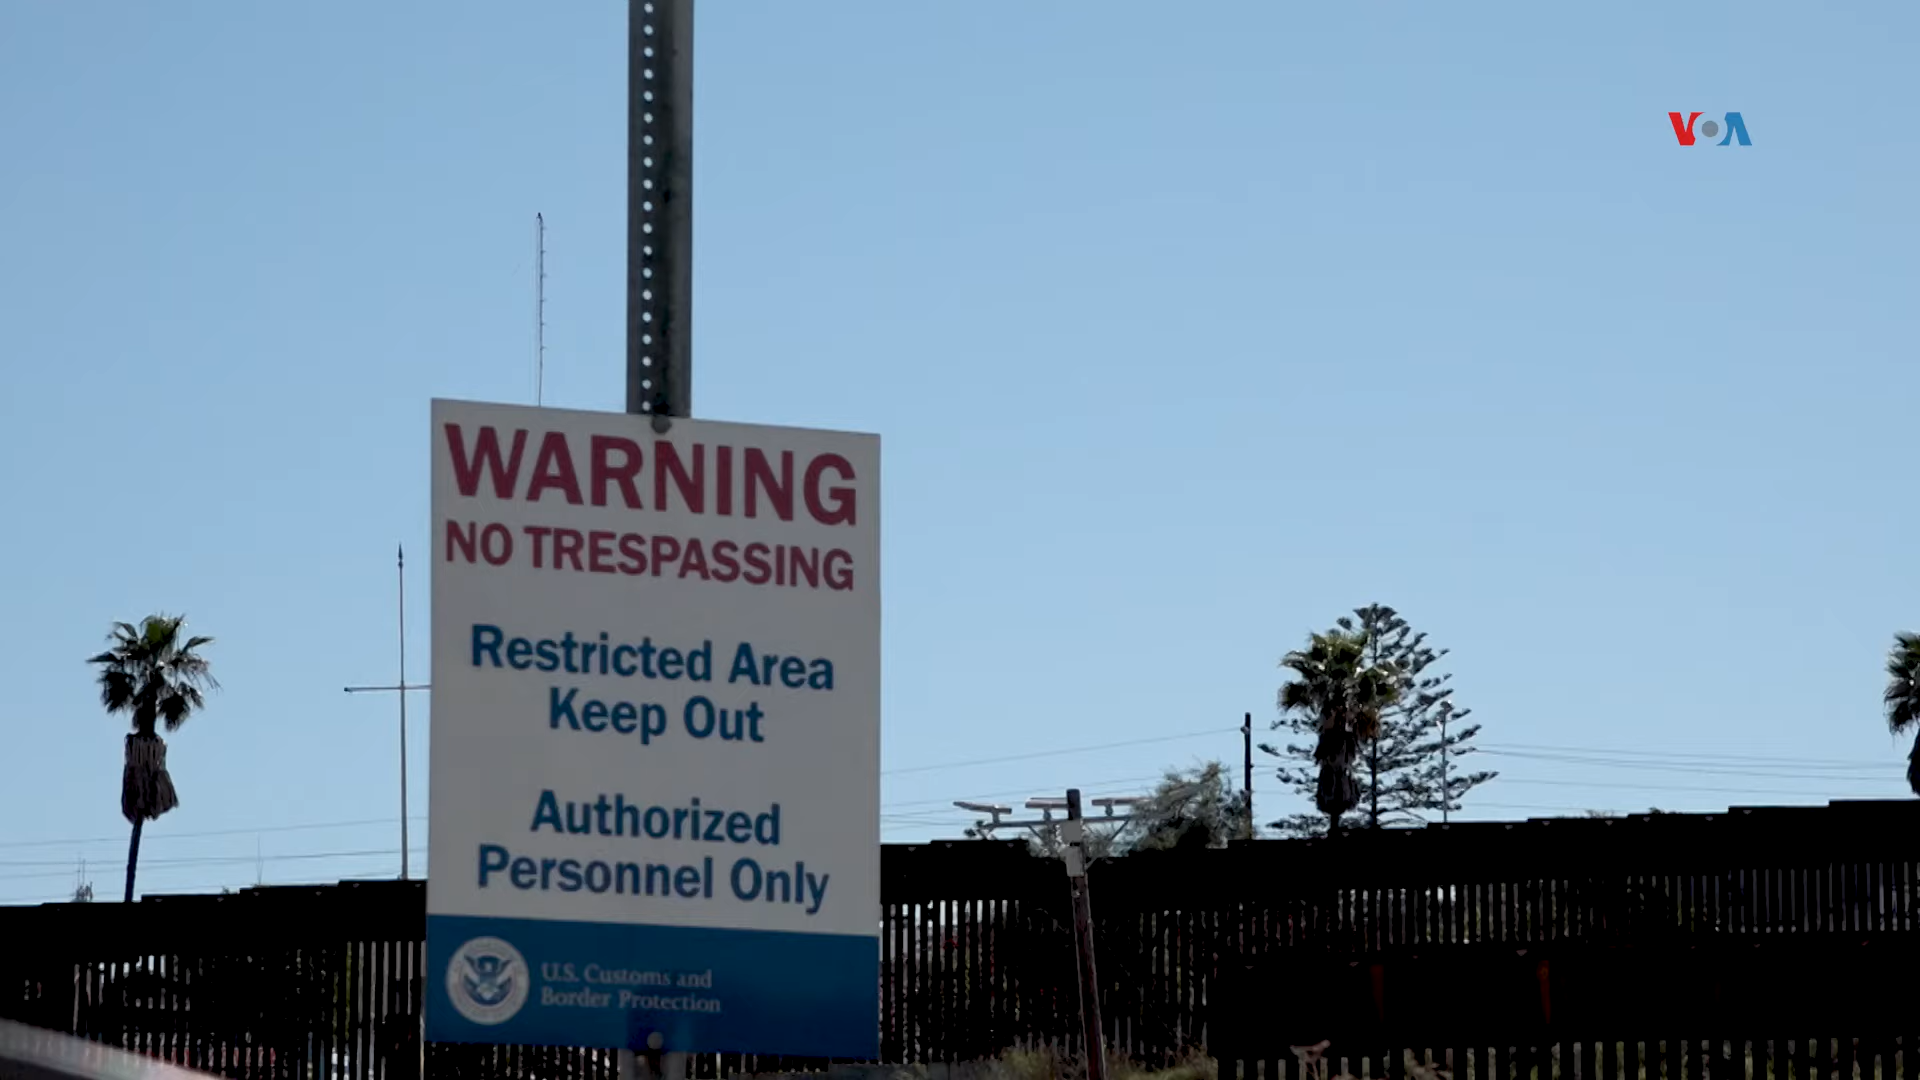 VOA
WARNING
NO TRESPASSING
Restricted Area
Keep Out
Authorized
Personnel Only
U.S. Customs and
Border Protection